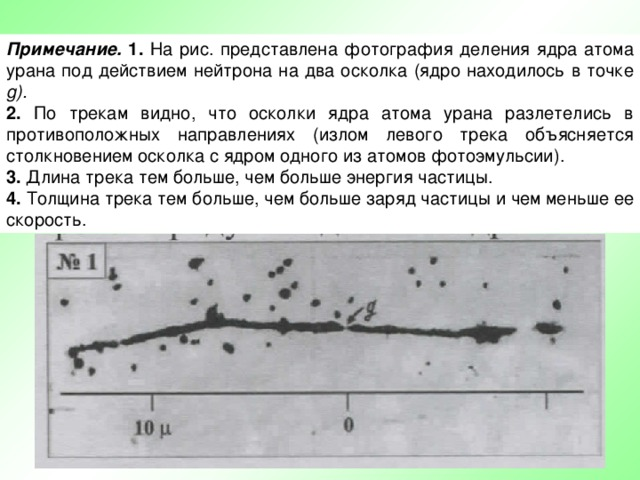 Примечание. 1. На рис. представлена фотография деления ядра атома
урана под действием нейтрона на два осколка (ядро находилось в точке
g).
2. По трекам видно, что осколки ядра атома урана разлетелись в
противоположных направлениях (излом левого трека объясняется
столкновением осколка с ядром одного из атомов фотоэмульсии).
3. Длина трека тем больше, чем больше энергия частицы.
4. Толщина трека тем больше, чем больше заряд частицы и чем меньше ее
скорость.
№ 1
g
10 μ
0